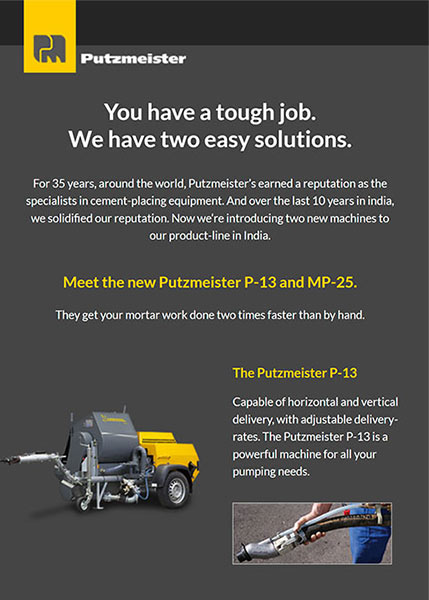 Putzmeister
You have a tough job.
We have two easy solutions.
For 35 years, around the world, Putzmeister's earned a reputation as the
specialists in cement-placing equipment. And over the last 10 years in india,
we solidified our reputation. Now we're introducing two new machines to
our product-line in India.
Meet the new Putzmeister P-13 and MP-25.
They get your mortar work done two times faster than by hand.
The Putzmeister P-13
Capable of horizontal and vertical
delivery, with adjustable delivery-
rates. The Putzmeister P-13 is a
powerful machine for all your
pumping needs.